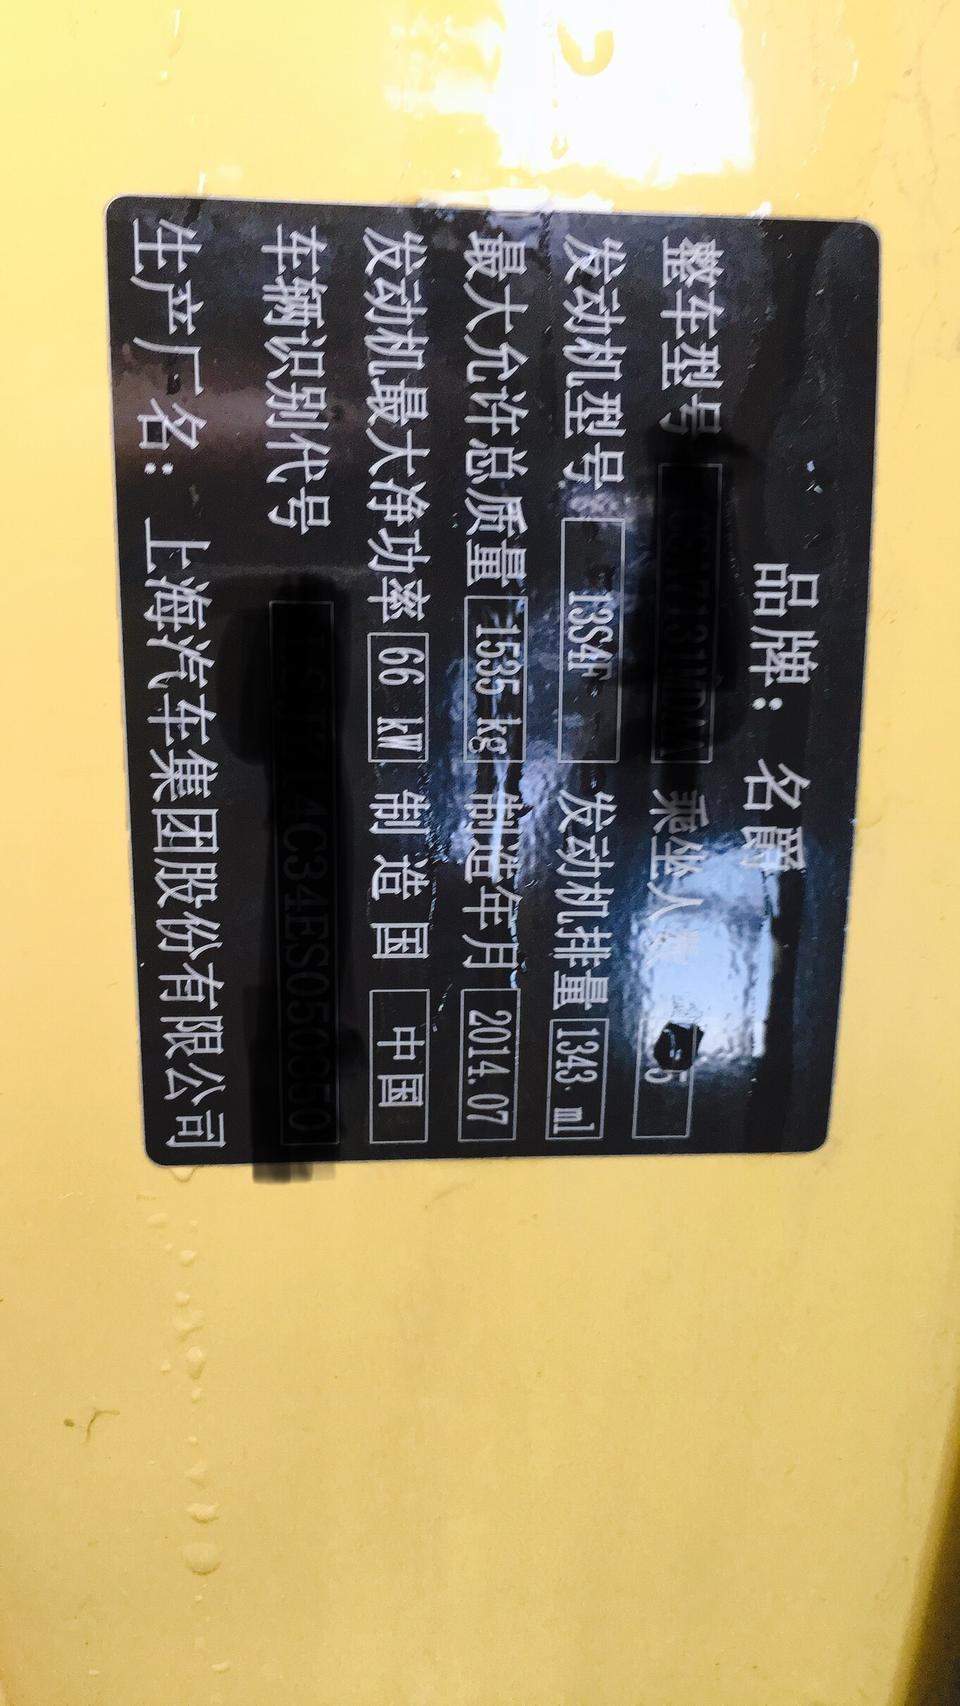 品牌：名爵
整车型号 乘坐人数 5
发动机型号 13S4F 发动机排量 1343 ml
最大允许总质量 1535 kg 制造年月 2014.07
发动机最大净功率 66 kW 制造国 中国
车辆识别代号
生产厂名：上海汽车集团股份有限公司